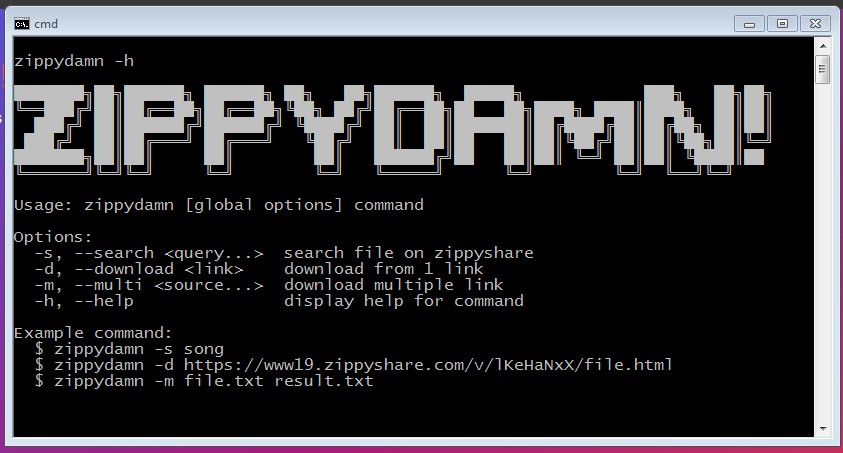 cmd
zippydamn -h
ZIPPYDAmN!
Usage: zippydamn [global options] command
Options:
-s, --search <query...>  search file on zippyshare
-d, --download <link>    download from 1 link
-m, --multi <source...>  download multiple link
-h, --help               display help for command
Example command:
$ zippydamn -s song
$ zippydamn -d https://www19.zippyshare.com/v/lKeHaNxX/file.html
$ zippydamn -m file.txt result.txt